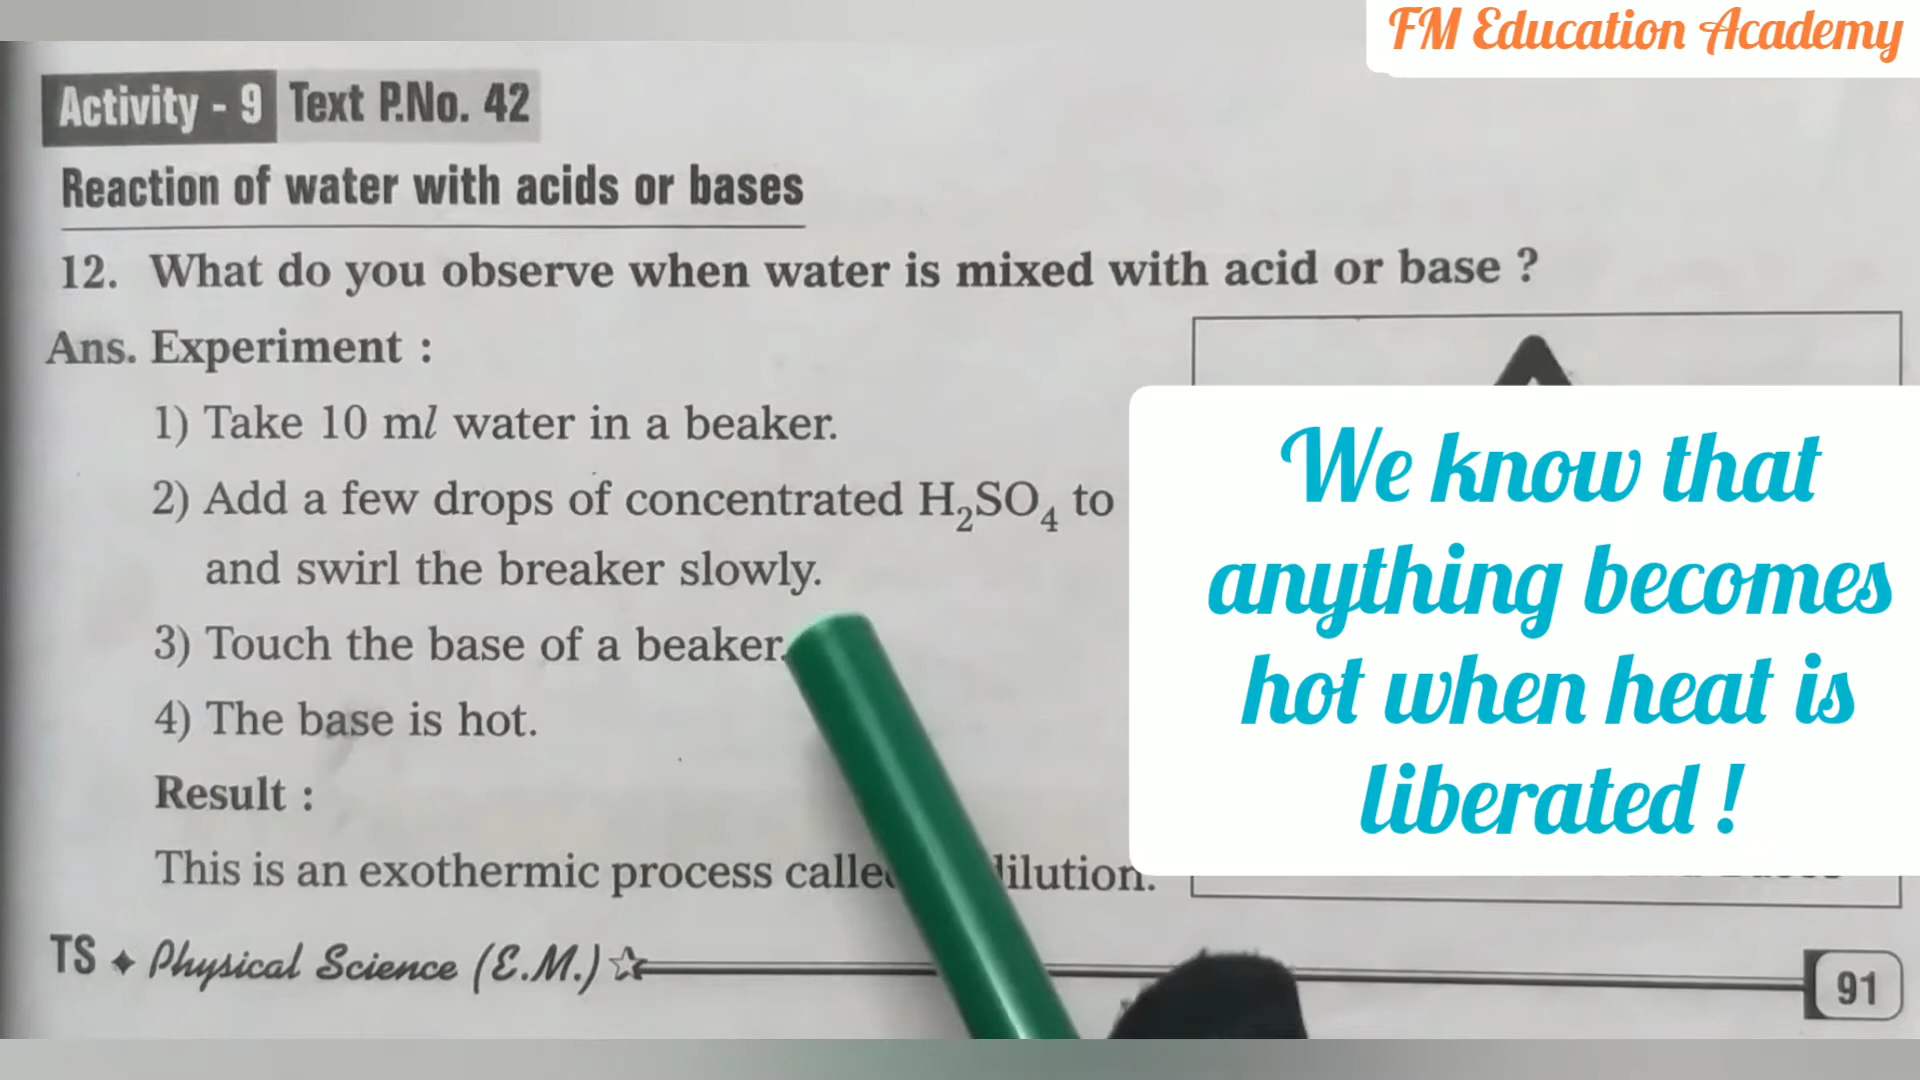 FM Education Academy
Activity - 9 Text P.No. 42
Reaction of water with acids or bases
12. What do you observe when water is mixed with acid or base ?
Ans. Experiment :
1) Take 10 ml water in a beaker.
2) Add a few drops of concentrated H₂SO₄ to
and swirl the breaker slowly.
3) Touch the base of a beaker.
4) The base is hot.
Result :
This is an exothermic process dilution.
We know that
anything becomes
hot when heat is
liberated !
TS ✦ Physical Science (E.M.) ☆
91